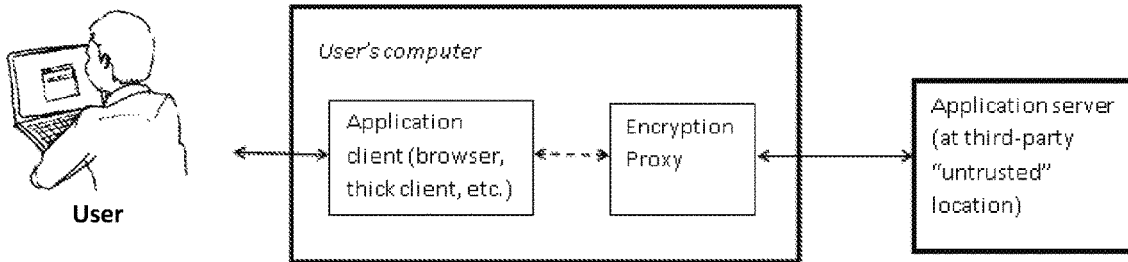 User's computer
Application
client (browser,
thick client, etc.)
Encryption
Proxy
Application server
(at third-party
“untrusted”
location)
User